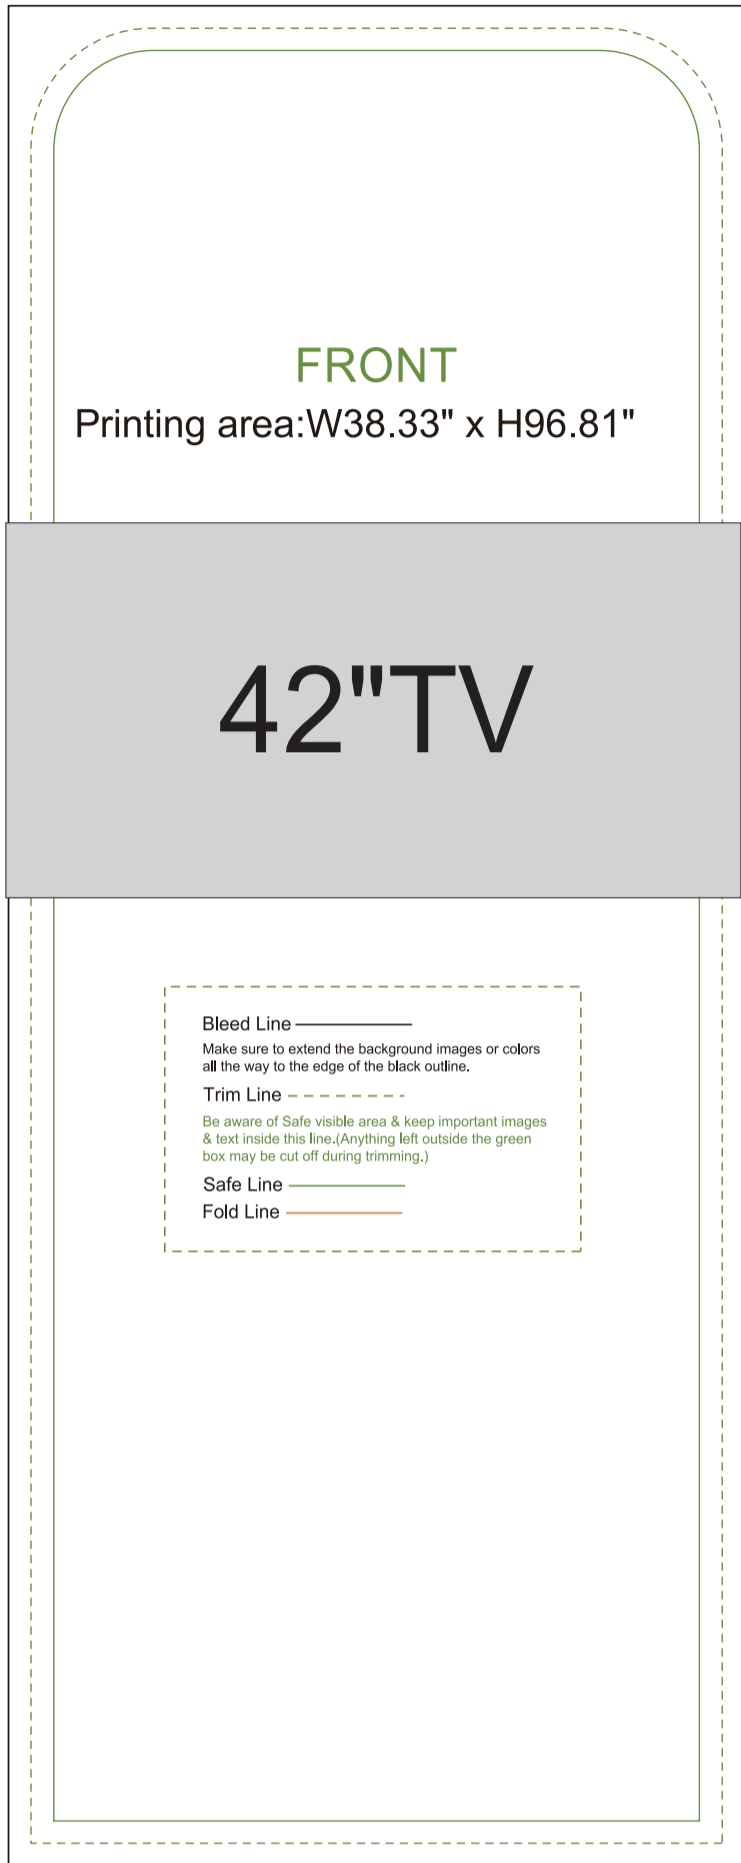 FRONT
Printing area:W38.33" x H96.81"
42"TV
Bleed Line
Make sure to extend the background images or colors
all the way to the edge of the black outline.
Trim Line
Be aware of Safe visible area & keep important images
& text inside this line.(Anything left outside the green
box may be cut off during trimming.)
Safe Line
Fold Line